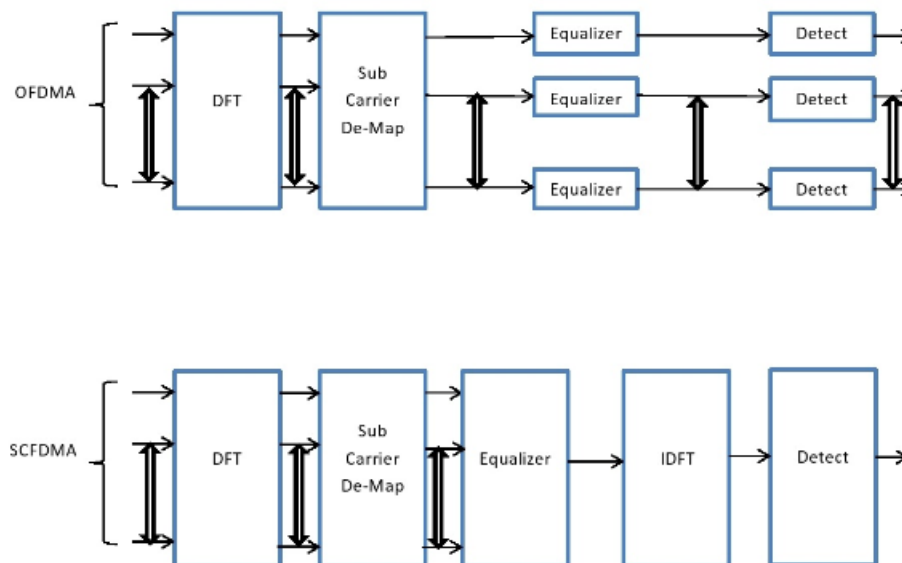 OFDMA
DFT
Sub
Carrier
De-Map
Equalizer
Detect
Equalizer
Detect
Equalizer
Detect
SCFDMA
DFT
Sub
Carrier
De-Map
Equalizer
IDFT
Detect